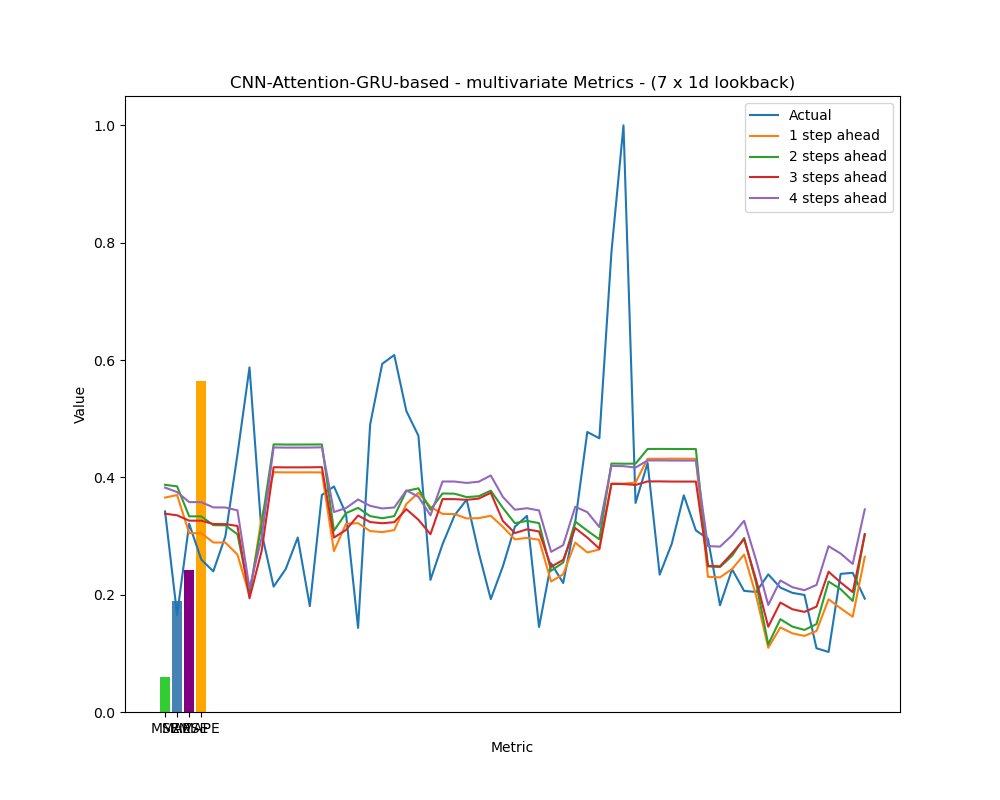 CNN-Attention-GRU-based - multivariate Metrics - (7 x 1d lookback)
Actual
1 step ahead
2 steps ahead
3 steps ahead
4 steps ahead
1.0
0.8
0.6
0.4
0.2
0.0
Value
Metric